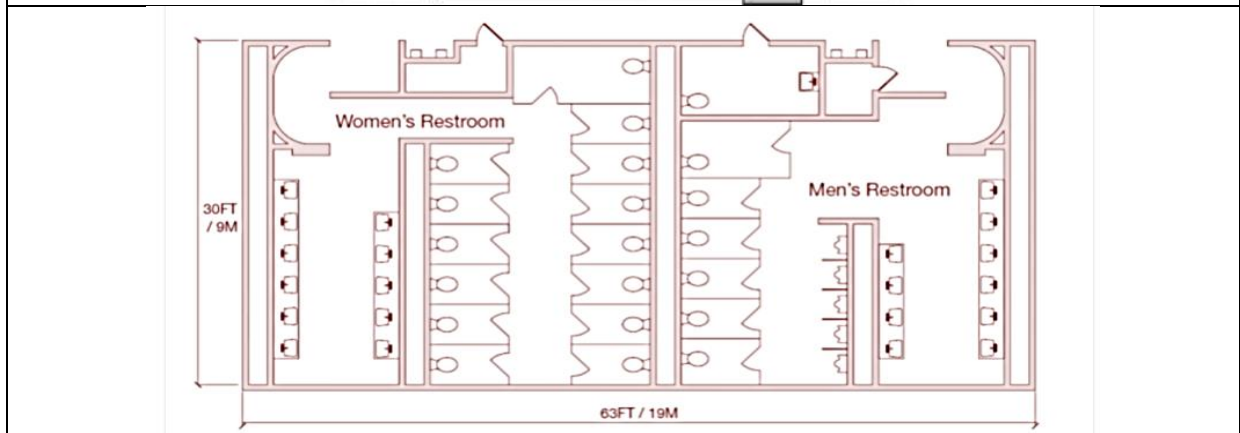 Women's Restroom
Men's Restroom
30FT
/ 9M
63FT / 19M